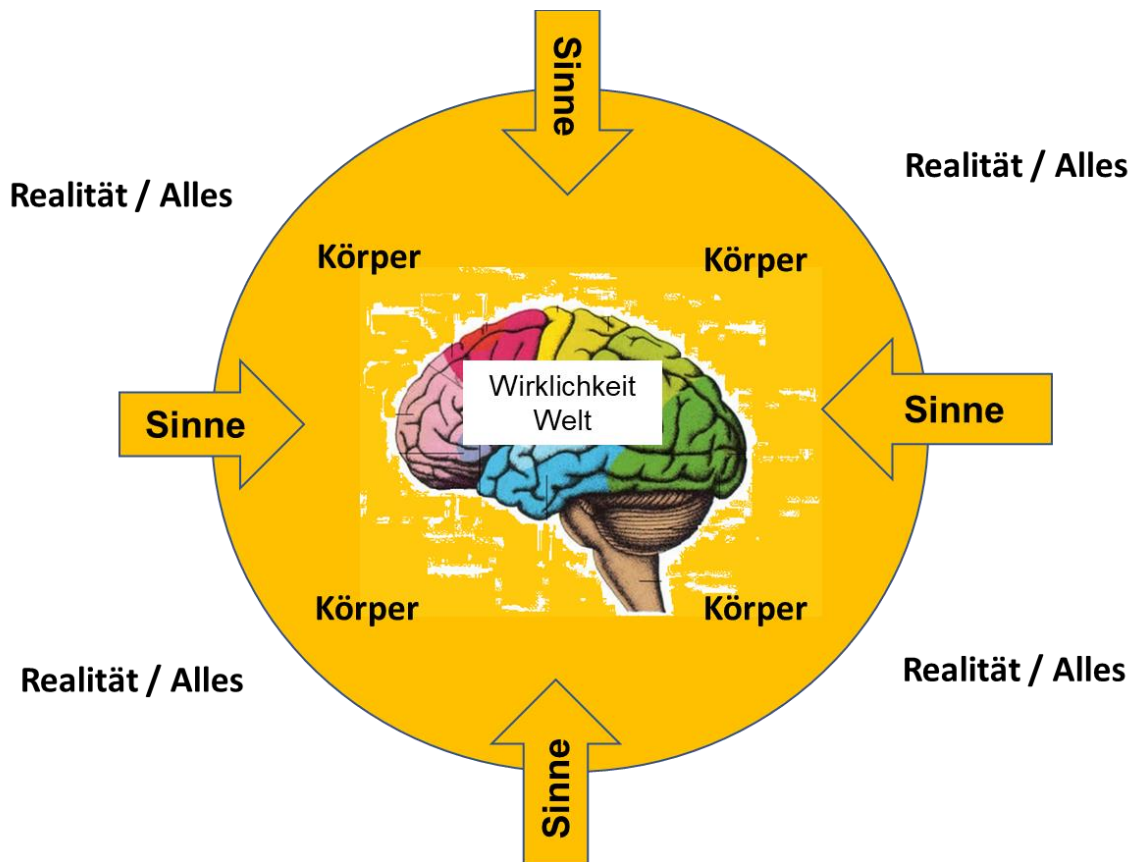 Sinne
Realität / Alles
Realität / Alles
Körper
Körper
Wirklichkeit
Welt
Sinne
Sinne
Körper
Körper
Realität / Alles
Realität / Alles
Sinne